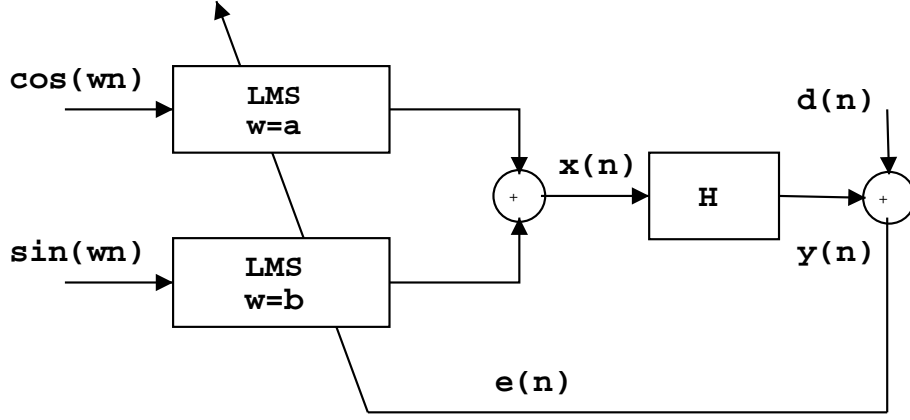 cos(wn)
LMS
w=a
d(n)
x(n)
+
H
+
sin(wn)
LMS
w=b
y(n)
e(n)